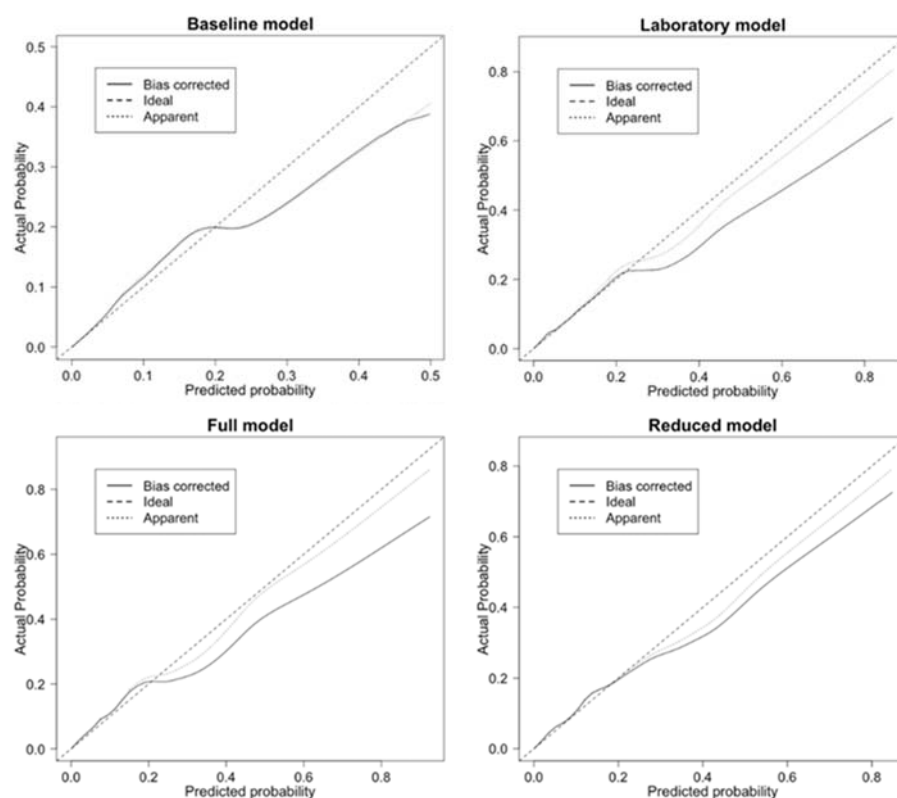 Baseline model
0.5
0.4
0.3
0.2
0.1
0.0
Actual Probability
Bias corrected
Ideal
Apparent
0.0 0.1 0.2 0.3 0.4 0.5
Predicted probability
Laboratory model
0.8
0.6
0.4
0.2
0.0
Actual Probability
Bias corrected
Ideal
Apparent
0.0 0.2 0.4 0.6 0.8
Predicted probability
Full model
0.8
0.6
0.4
0.2
0.0
Actual Probability
Bias corrected
Ideal
Apparent
0.0 0.2 0.4 0.6 0.8
Predicted probability
Reduced model
0.8
0.6
0.4
0.2
0.0
Actual Probability
Bias corrected
Ideal
Apparent
0.0 0.2 0.4 0.6 0.8
Predicted probability